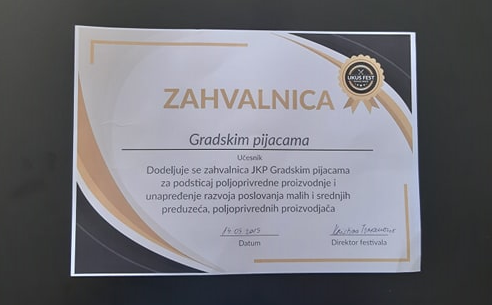 UKUS FEST
ZAHVALNICA
Gradskim pijacama
Učesnik
Dodeljuje se zahvalnica JKP Gradskim pijacama
za podsticaj poljoprivredne proizvodnje i
unapređenje razvoja poslovanja malih i srednjih
preduzeća, poljoprivrednih proizvodjača
Datum
Direktor festivala